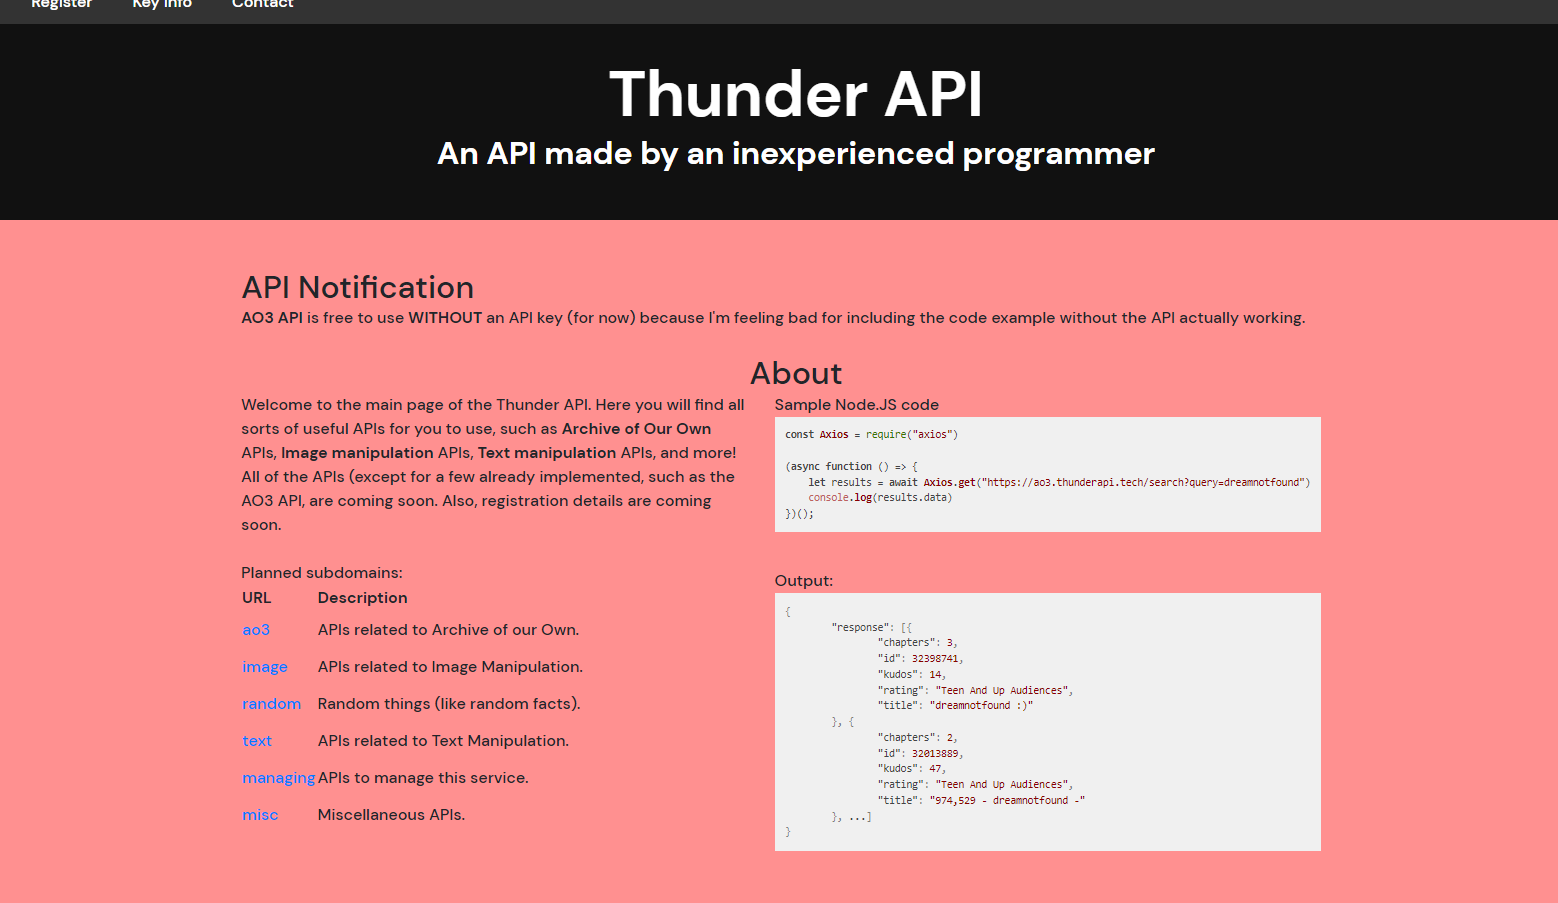 Register Key Info Contact
Thunder API
An API made by an inexperienced programmer
API Notification
AO3 API is free to use WITHOUT an API key (for now) because I'm feeling bad for including the code example without the API actually working.
About
Welcome to the main page of the Thunder API. Here you will find all
sorts of useful APIs for you to use, such as Archive of Our Own
APIs, Image manipulation APIs, Text manipulation APIs, and more!
All of the APIs (except for a few already implemented, such as the
AO3 API, are coming soon. Also, registration details are coming
soon.
Planned subdomains:
URL Description
ao3 APIs related to Archive of our Own.
image APIs related to Image Manipulation.
random Random things (like random facts).
text APIs related to Text Manipulation.
managing APIs to manage this service.
misc Miscellaneous APIs.
Sample Node.JS code
const Axios = require("axios")
(async function () => {
    let results = await Axios.get("https://ao3.thunderapi.tech/search?query=dreamnotfound")
    console.log(results.data)
})();
Output:
{
        "response": [{
                "chapters": 3,
                "id": 32398741,
                "kudos": 14,
                "rating": "Teen And Up Audiences",
                "title": "dreamnotfound :)"
        }, {
                "chapters": 2,
                "id": 32013889,
                "kudos": 47,
                "rating": "Teen And Up Audiences",
                "title": "974,529 - dreamnotfound -"
        }, ...]
}